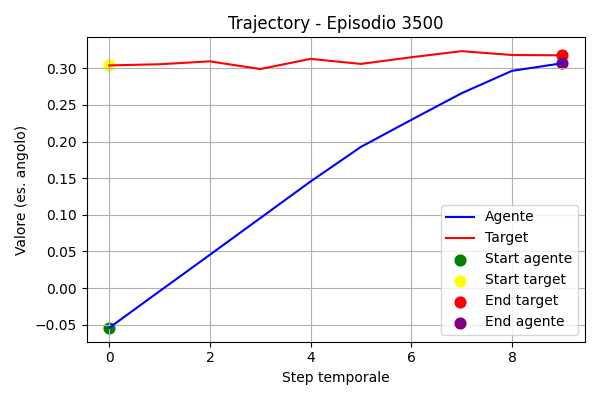 Trajectory - Episodio 3500
Valore (es. angolo)
0.30
0.25
0.20
0.15
0.10
0.05
0.00
−0.05
0 2 4 6 8
Step temporale
Agente
Target
Start agente
Start target
End target
End agente